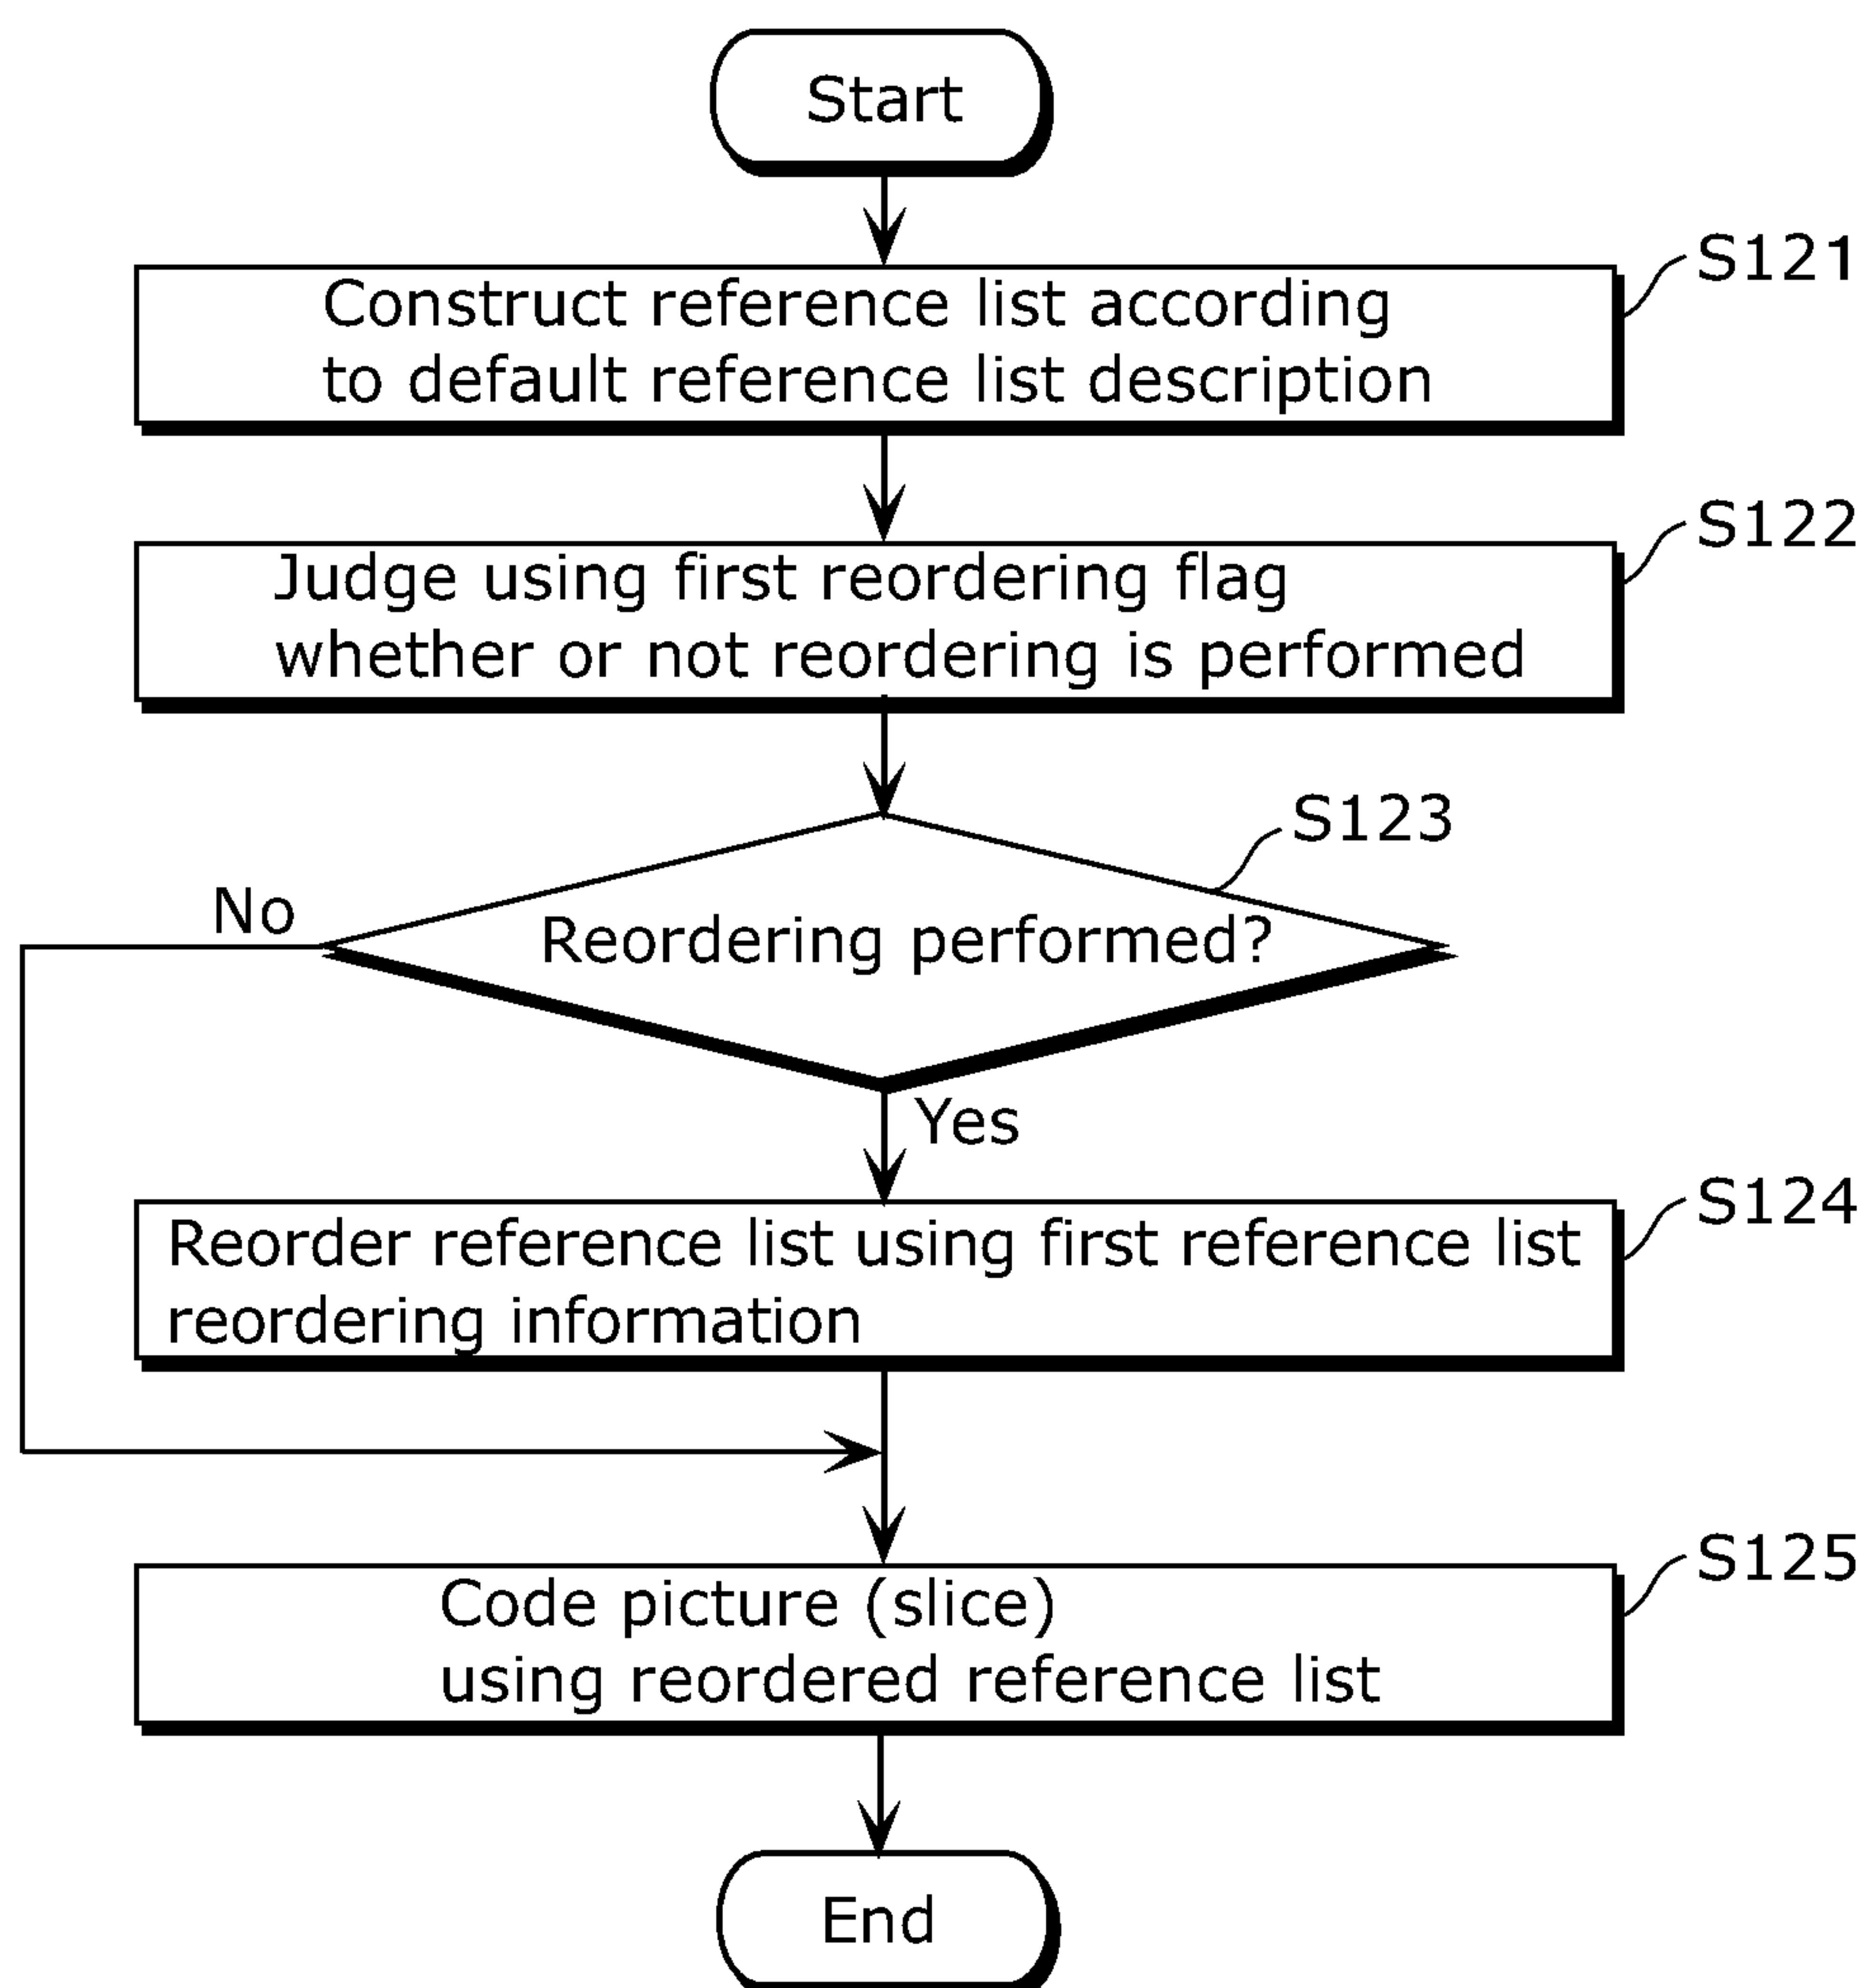 Start
S121
Construct reference list according
to default reference list description
S122
Judge using first reordering flag
whether or not reordering is performed
S123
No
Reordering performed?
Yes
S124
Reorder reference list using first reference list
reordering information
S125
Code picture (slice)
using reordered reference list
End